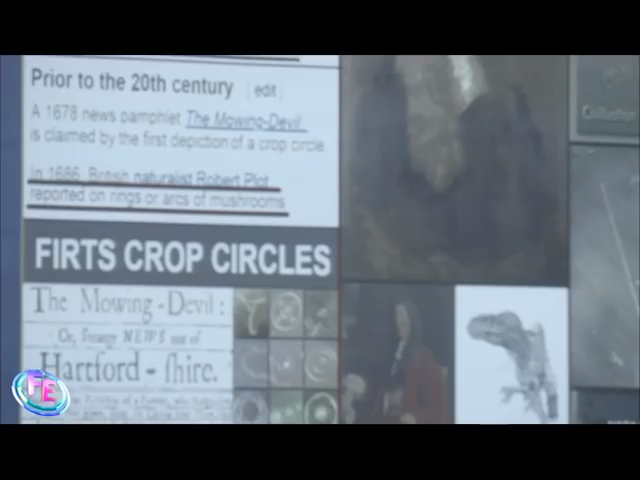 Prior to the 20th century [edit]
A 1678 news pamphlet The Mowing-Devil:
is claimed by the first depiction of a crop circle
In 1686, British naturalist Robert Plot
reported on rings or arcs of mushrooms
FIRTS CROP CIRCLES
The Mowing-Devil:
Or, Strange NEWS out of
Hartford-shire.
FE